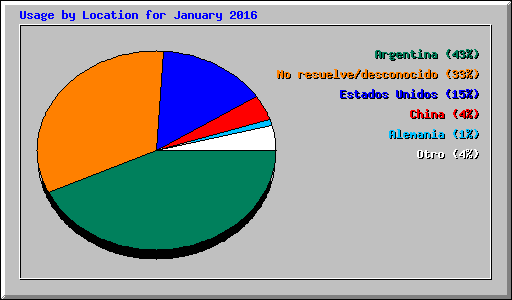 Usage by Location for January 2016
Argentina (43%)
No resuelve/desconocido (33%)
Estados Unidos (15%)
China (4%)
Alemania (1%)
Otro (4%)